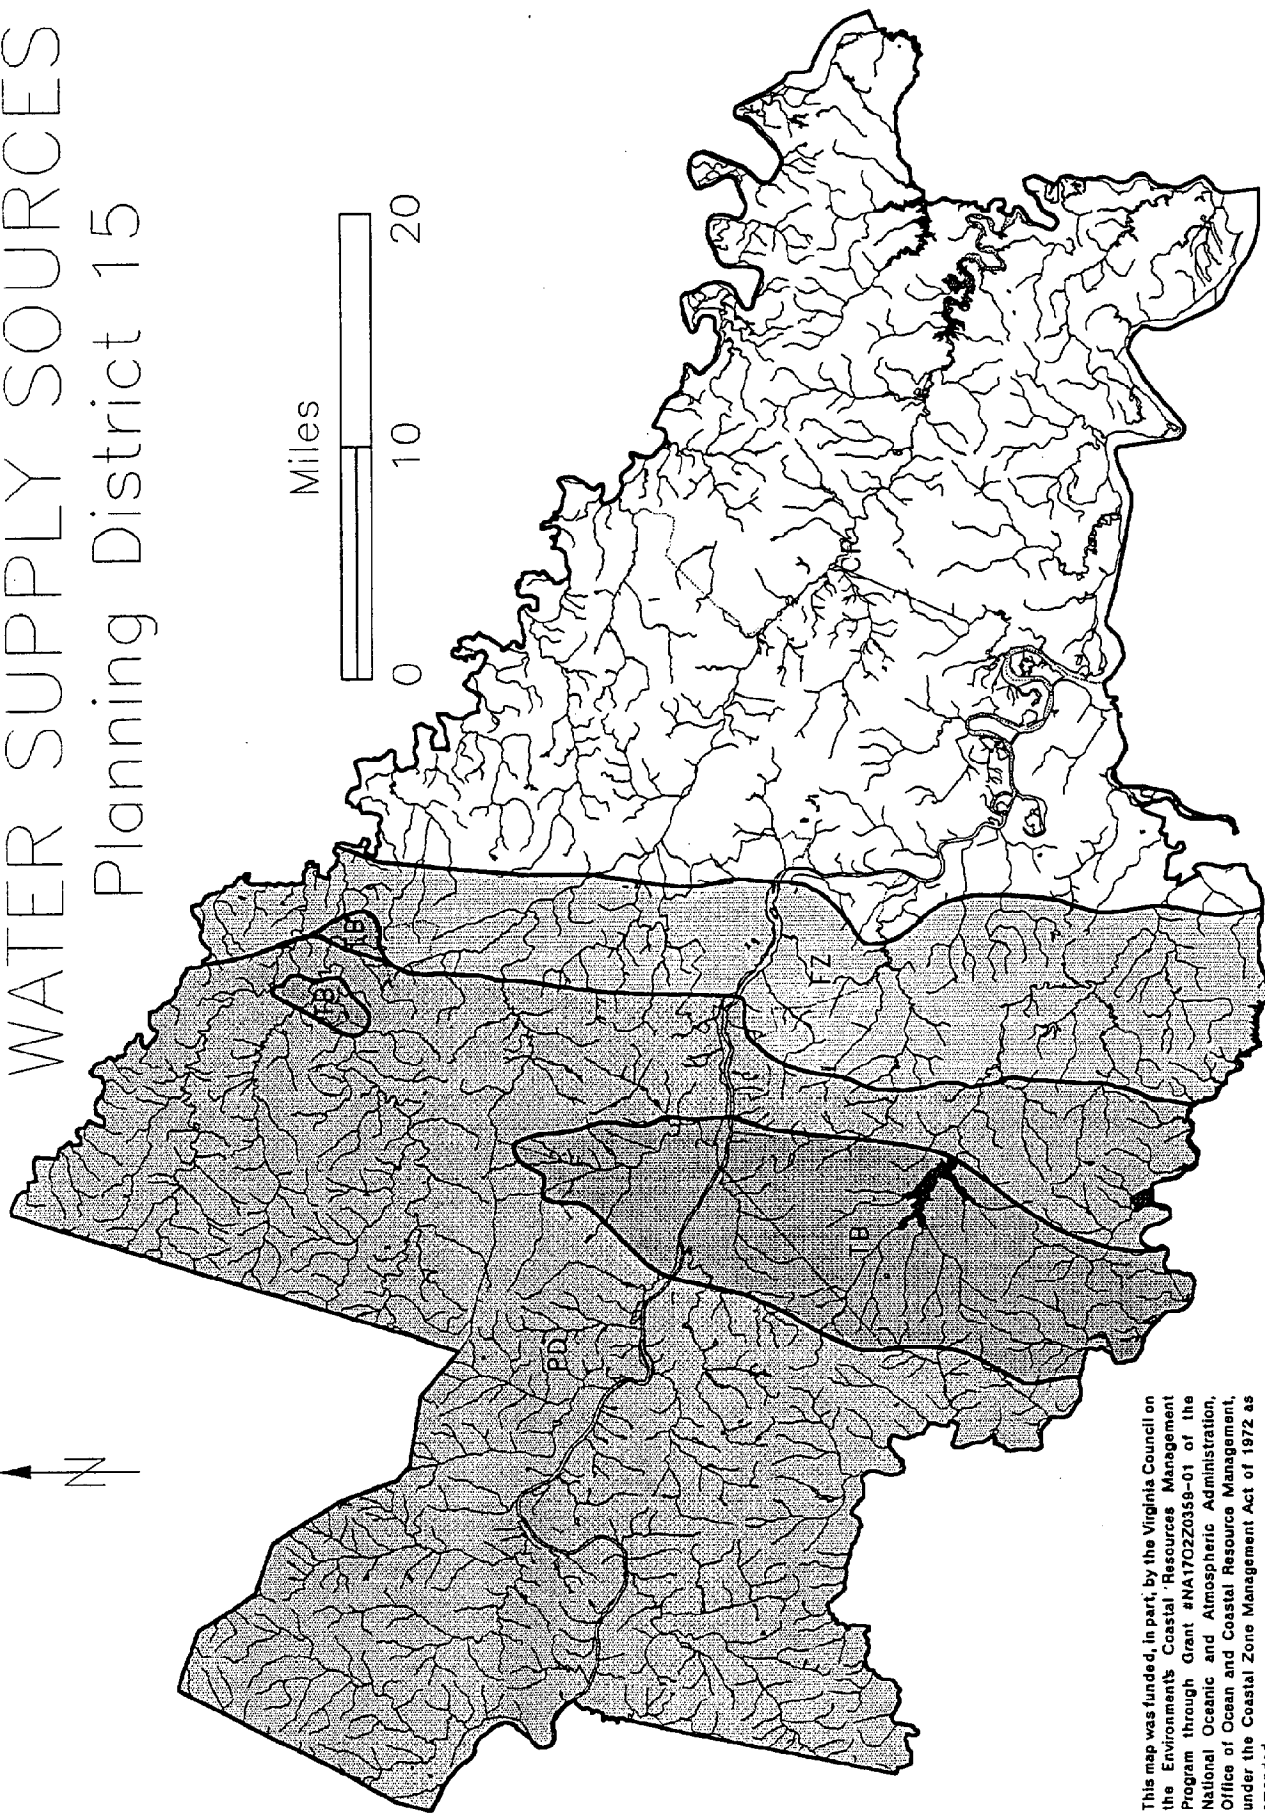 WATER SUPPLY SOURCES
Planning District 15
Miles
0 10 20
N
TB
TB
FZ
TB
PD
CP
This map was funded, in part, by the Virginia Council on
the Environment's Coastal Resources Management
Program through Grant #NA170Z0359-01 of the
National Oceanic and Atmospheric Administration,
Office of Ocean and Coastal Resource Management,
under the Coastal Zone Management Act of 1972 as